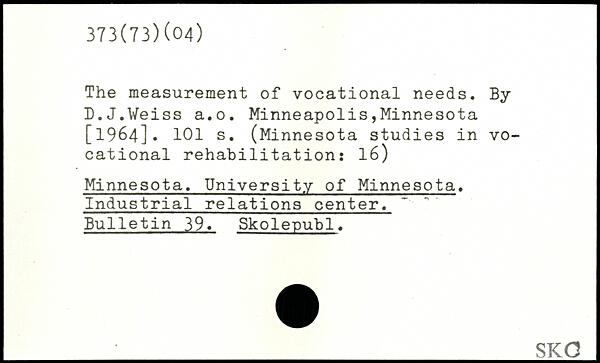 373(73)(04)
The measurement of vocational needs. By
D.J.Weiss a.o. Minneapolis,Minnesota
[1964]. 101 s. (Minnesota studies in vo-
cational rehabilitation: 16)
Minnesota. University of Minnesota.
Industrial relations center.
Bulletin 39. Skolepubl.
SKC